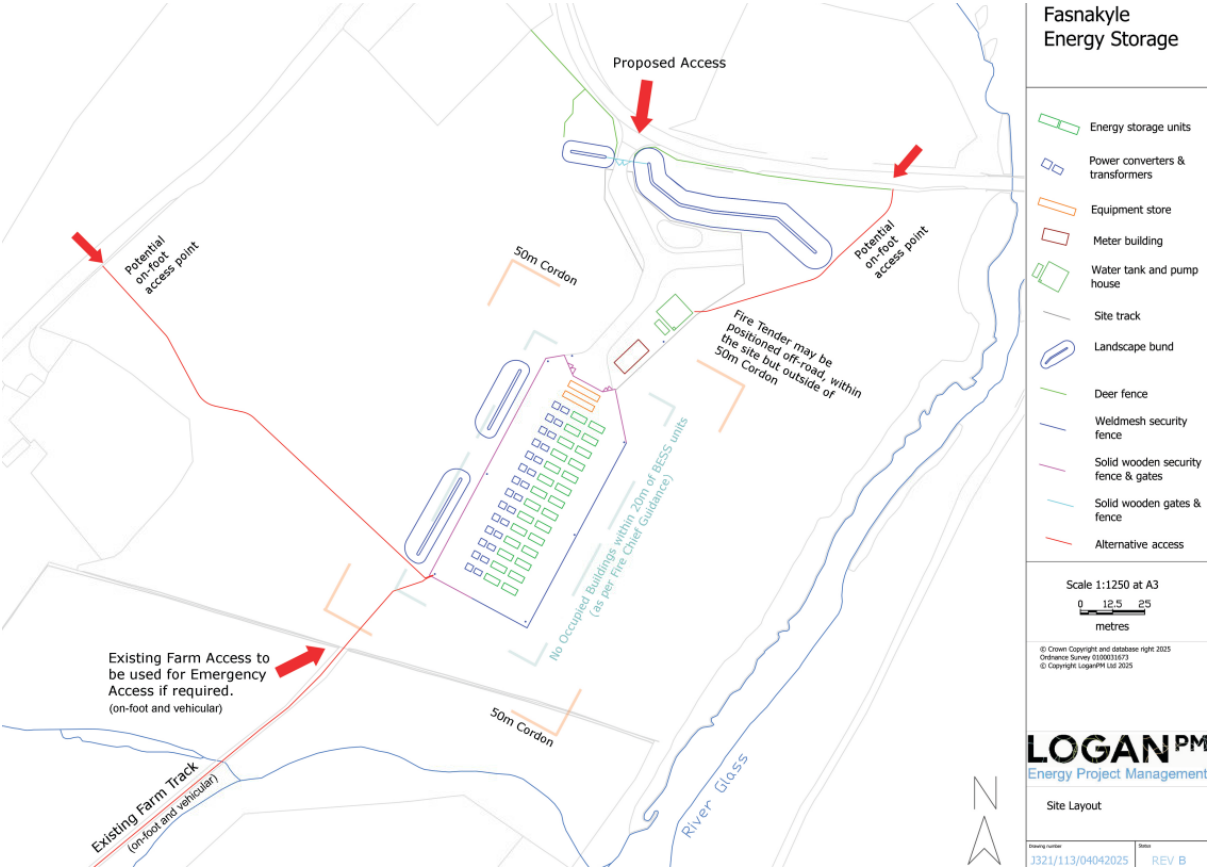 Fasnakyle
Energy Storage
Proposed Access
Potential
on-foot
access point
50m Cordon
Potential
on-foot
access point
Fire Tender may be
positioned off-road, within
the site but outside of
50m Cordon
No Occupied Buildings within 20m of BESS units
(as per Fire Chief Guidance)
Existing Farm Access to
be used for Emergency
Access if required.
(on-foot and vehicular)
50m Cordon
Existing Farm Track
(on-foot and vehicular)
River Glass
N
Energy storage units
Power converters &
transformers
Equipment store
Meter building
Water tank and pump
house
Site track
Landscape bund
Deer fence
Weldmesh security
fence
Solid wooden security
fence & gates
Solid wooden gates &
fence
Alternative access
Scale 1:1250 at A3
0 12.5 25
metres
© Crown Copyright and database right 2025
Ordnance Survey 0100031673
© Copyright LoganPM Ltd 2025
LOGAN PM
Energy Project Management
Site Layout
Drawing number
Status
J321/113/04042025
REV B